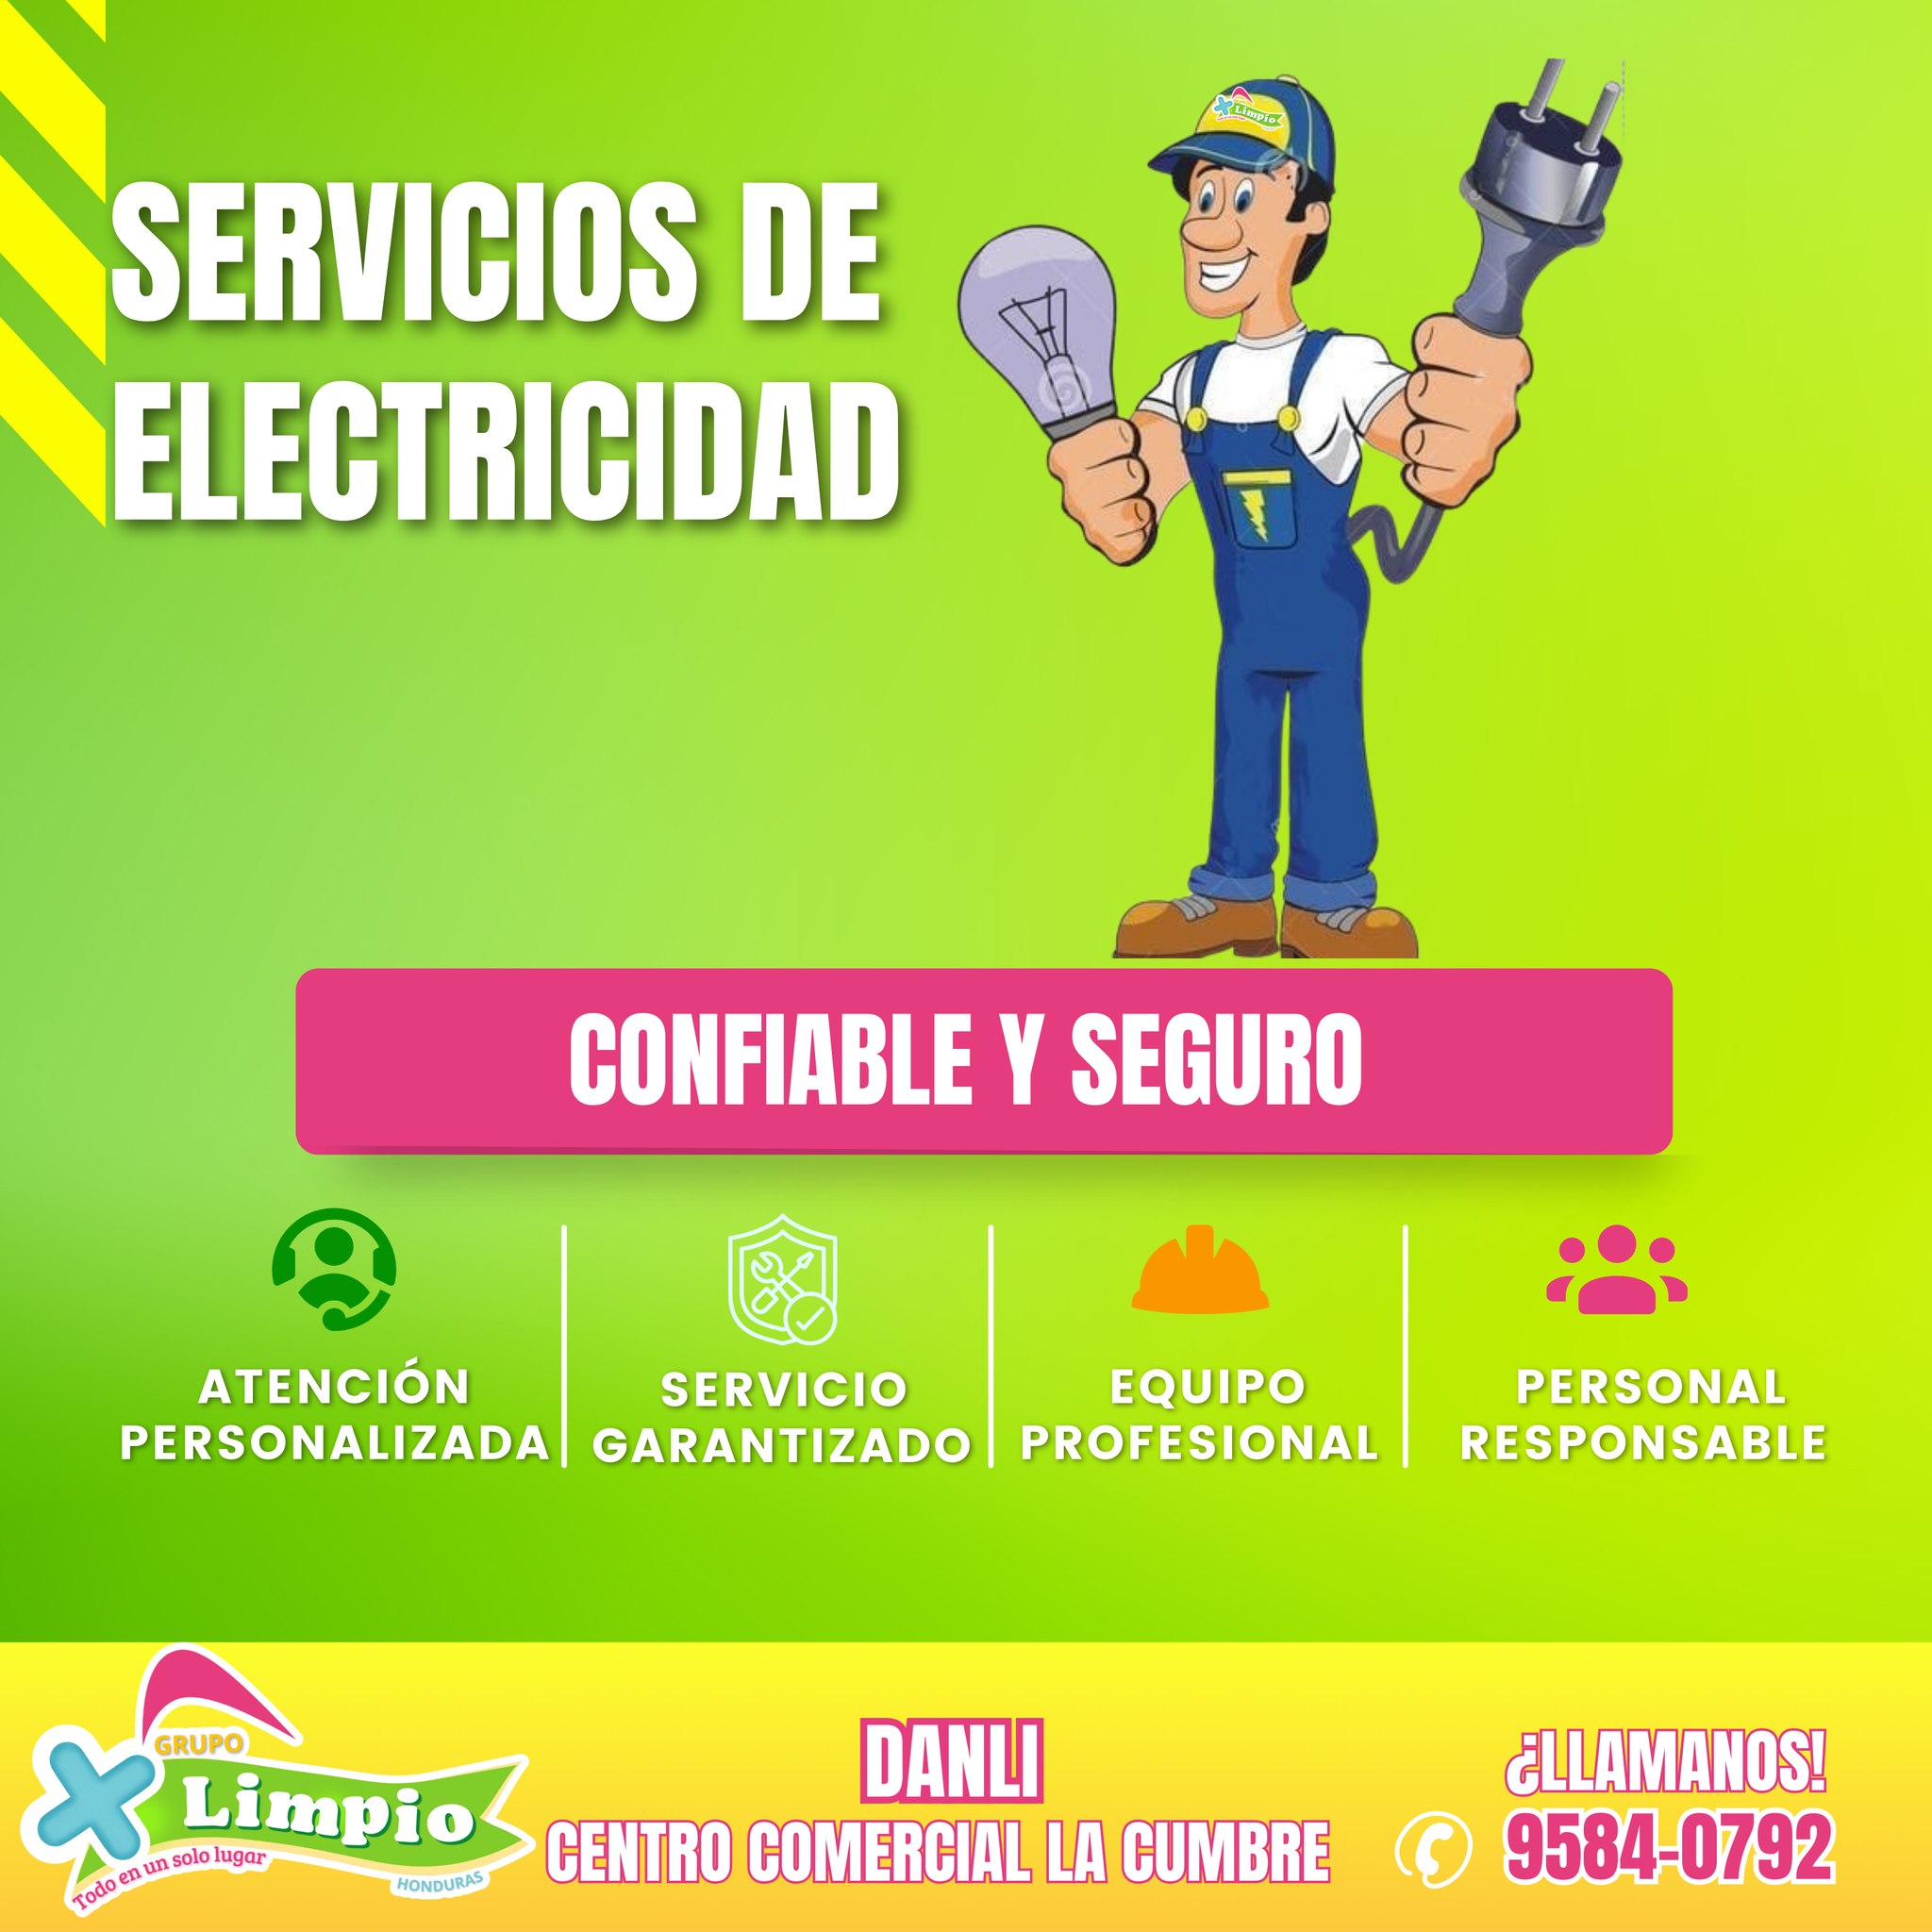 Limpio
SERVICIOS DE
ELECTRICIDAD
CONFIABLE Y SEGURO
ATENCIÓN
PERSONALIZADA
SERVICIO
GARANTIZADO
EQUIPO
PROFESIONAL
PERSONAL
RESPONSABLE
GRUPO
Limpio
Todo en un solo lugar
HONDURAS
DANLI
CENTRO COMERCIAL LA CUMBRE
¿LLAMANOS!
9584-0792